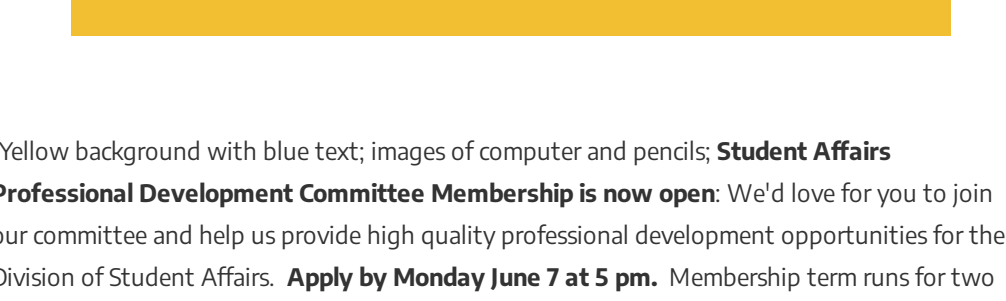 Yellow background with blue text; images of computer and pencils; Student Affairs
Professional Development Committee Membership is now open: We'd love for you to join
our committee and help us provide high quality professional development opportunities for the
Division of Student Affairs.  Apply by Monday June 7 at 5 pm.  Membership term runs for two